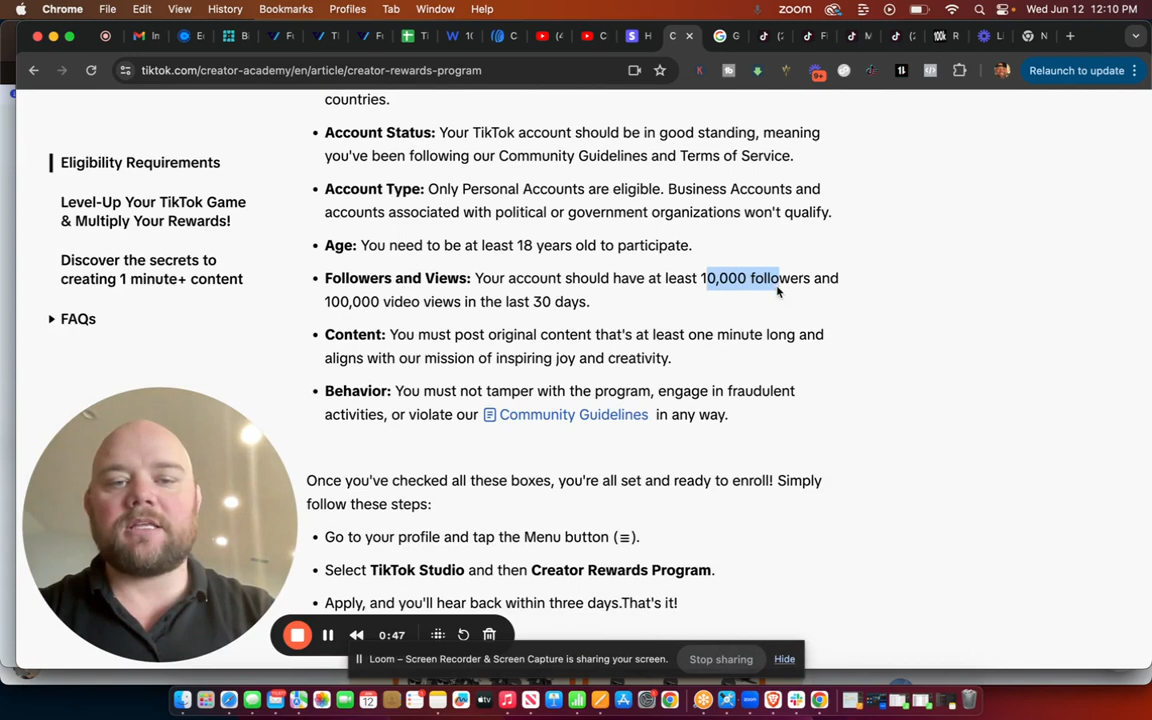 Chrome File Edit View History Bookmarks Profiles Tab Window Help zoom Wed Jun 12 12:10 PM
tiktok.com/creator-academy/en/article/creator-rewards-program
9+
Relaunch to update
countries.
• Account Status: Your TikTok account should be in good standing, meaning
you've been following our Community Guidelines and Terms of Service.
Eligibility Requirements
• Account Type: Only Personal Accounts are eligible. Business Accounts and
accounts associated with political or government organizations won't qualify.
Level-Up Your TikTok Game
& Multiply Your Rewards!
• Age: You need to be at least 18 years old to participate.
Discover the secrets to
creating 1 minute+ content
• Followers and Views: Your account should have at least 10,000 followers and
100,000 video views in the last 30 days.
FAQs
• Content: You must post original content that's at least one minute long and
aligns with our mission of inspiring joy and creativity.
• Behavior: You must not tamper with the program, engage in fraudulent
activities, or violate our Community Guidelines in any way.
Once you've checked all these boxes, you're all set and ready to enroll! Simply
follow these steps:
• Go to your profile and tap the Menu button (≡).
• Select TikTok Studio and then Creator Rewards Program.
• Apply, and you'll hear back within three days.That's it!
0:47
Loom – Screen Recorder & Screen Capture is sharing your screen. Stop sharing Hide